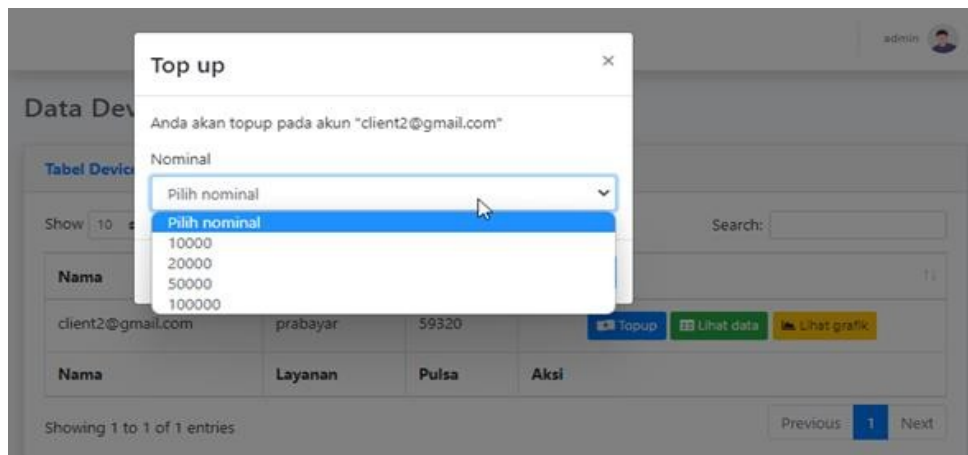 admin
Top up ×
Data Dev
Anda akan topup pada akun "client2@gmail.com"
Tabel Device
Nominal
Pilih nominal
Show 10
Search:
Pilih nominal
10000
20000
50000
100000
Nama
client2@gmail.com prabayar 59320 Topup Lihat data Lihat grafik
Nama Layanan Pulsa Aksi
Showing 1 to 1 of 1 entries
Previous 1 Next